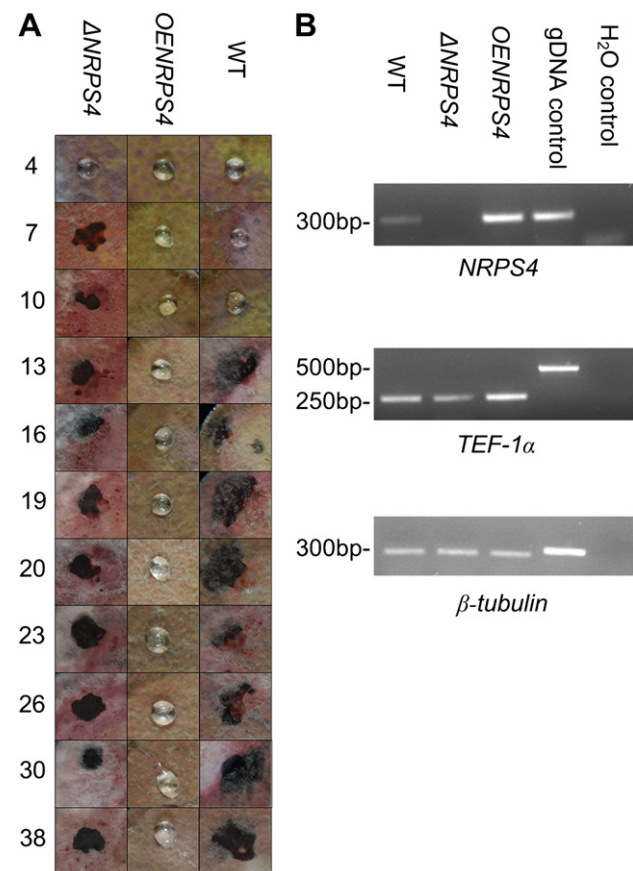 A
ΔNRPS4
OENRPS4
WT
4
7
10
13
16
19
20
23
26
30
38
B
WT
ΔNRPS4
OENRPS4
gDNA control
H₂O control
300bp-
NRPS4
500bp-
250bp-
TEF-1α
300bp-
β-tubulin